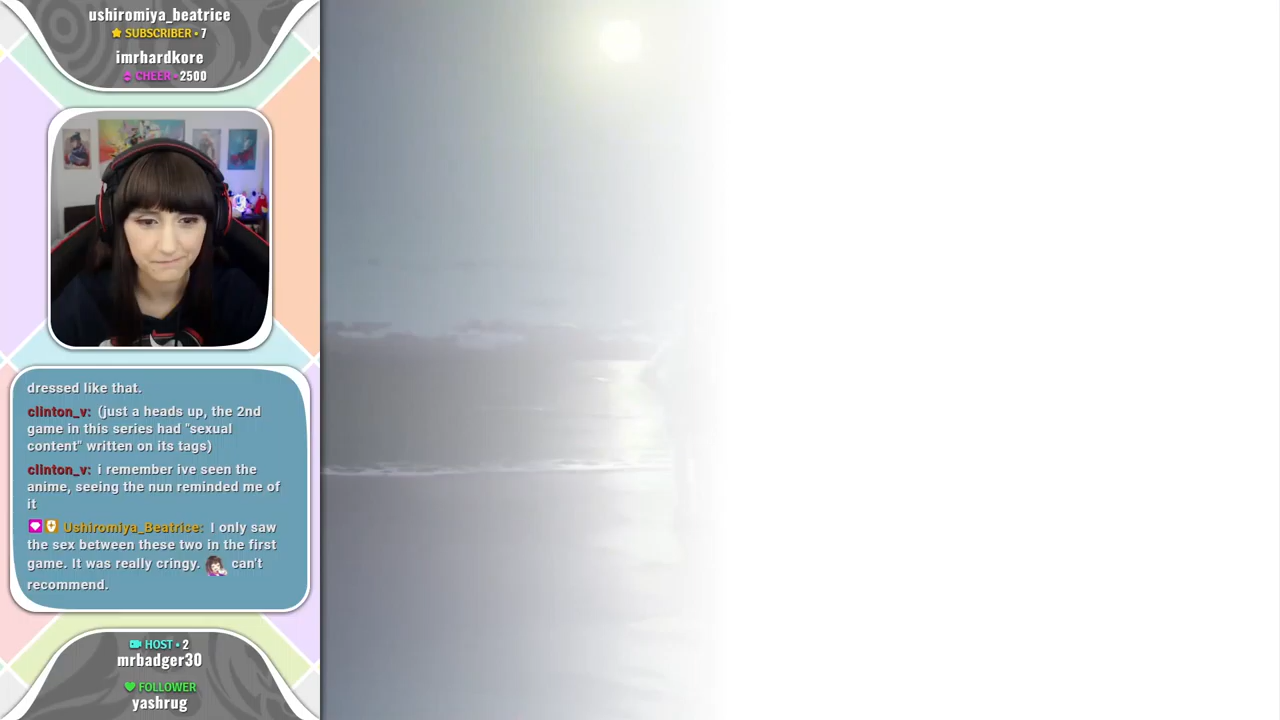 ushiromiya_beatrice
SUBSCRIBER • 7
imrhardkore
CHEER • 2500
dressed like that.
clinton_v: (just a heads up, the 2nd
game in this series had "sexual
content" written on its tags)
clinton_v: i remember ive seen the
anime, seeing the nun reminded me of
it
Ushiromiya_Beatrice: I only saw
the sex between these two in the first
game. It was really cringy. can't
recommend.
HOST • 2
mrbadger30
FOLLOWER
yashrug